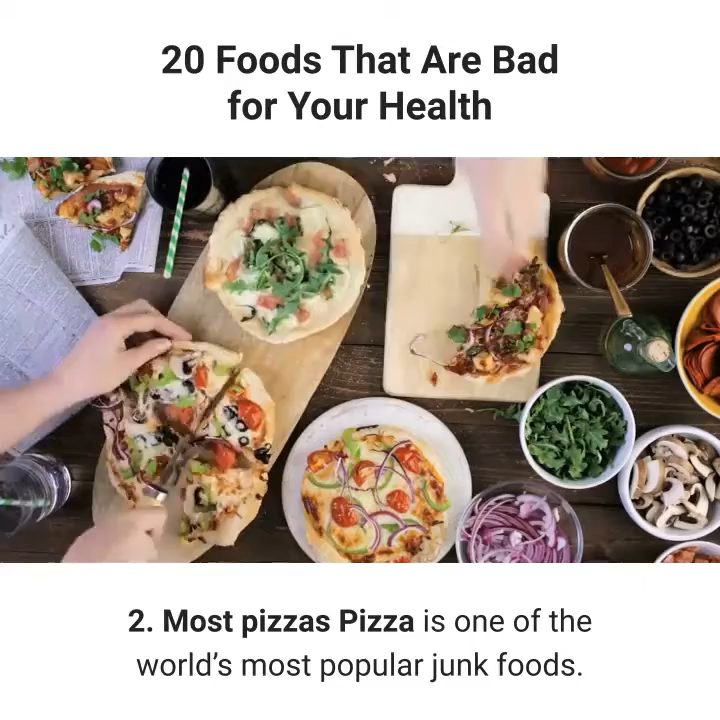 20 Foods That Are Bad
for Your Health
2. Most pizzas Pizza is one of the
world’s most popular junk foods.